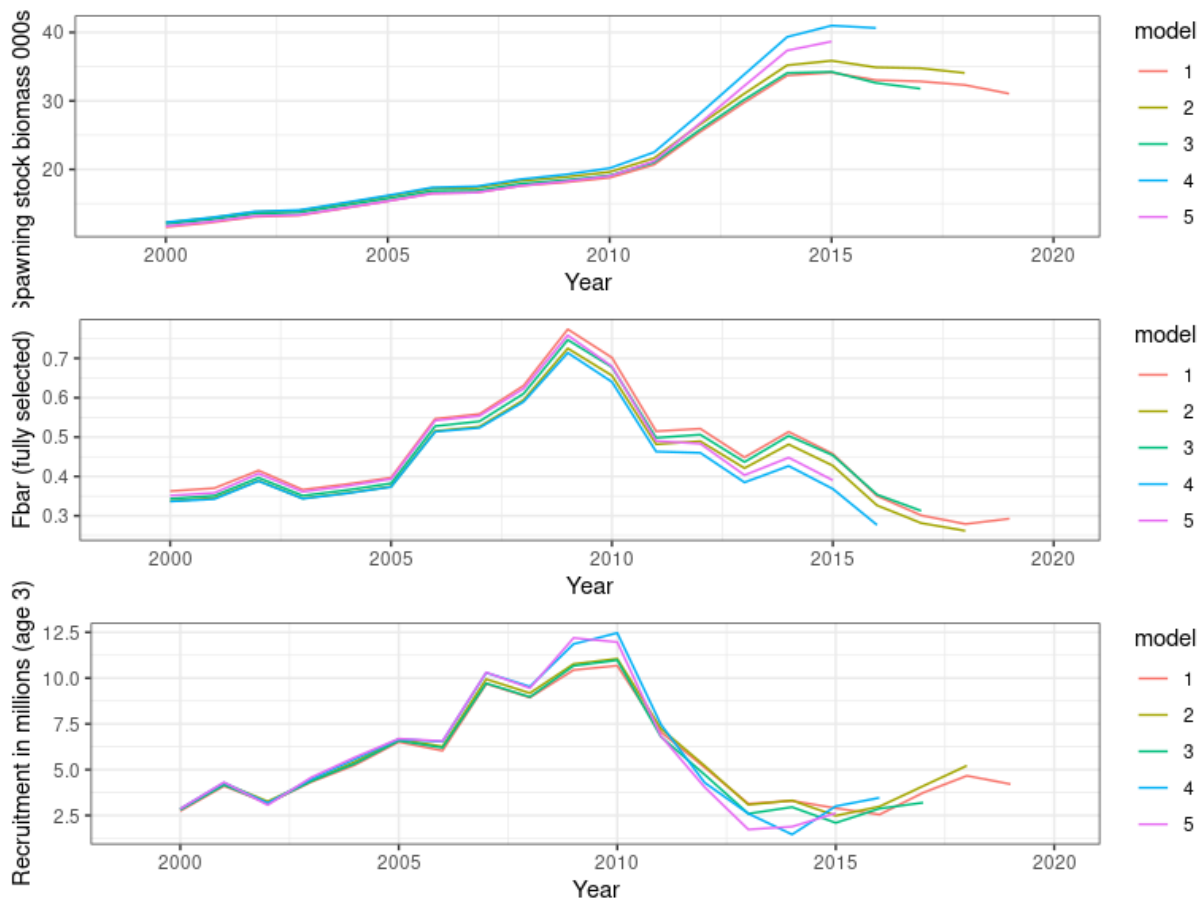 spawning stock biomass 000s
40
30
20
2000 2005 2010 2015 2020
Year
model
1
2
3
4
5
Fbar (fully selected)
0.7
0.6
0.5
0.4
0.3
2000 2005 2010 2015 2020
Year
model
1
2
3
4
5
Recruitment in millions (age 3)
12.5
10.0
7.5
5.0
2.5
2000 2005 2010 2015 2020
Year
model
1
2
3
4
5